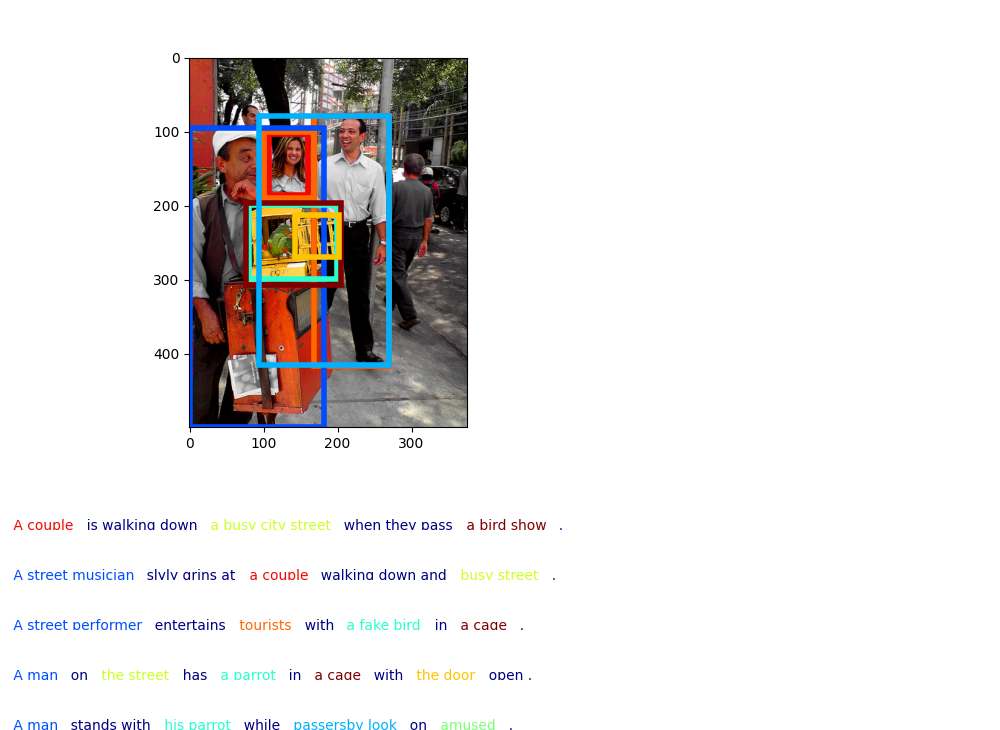 0
100
200
300
400
0 100 200 300
A couple is walking down a busy city street when they pass a bird show .
A street musician slyly grins at a couple walking down and busy street .
A street performer entertains tourists with a fake bird in a cage .
A man on the street has a parrot in a cage with the door open .
A man stands with his parrot while passersby look on amused .